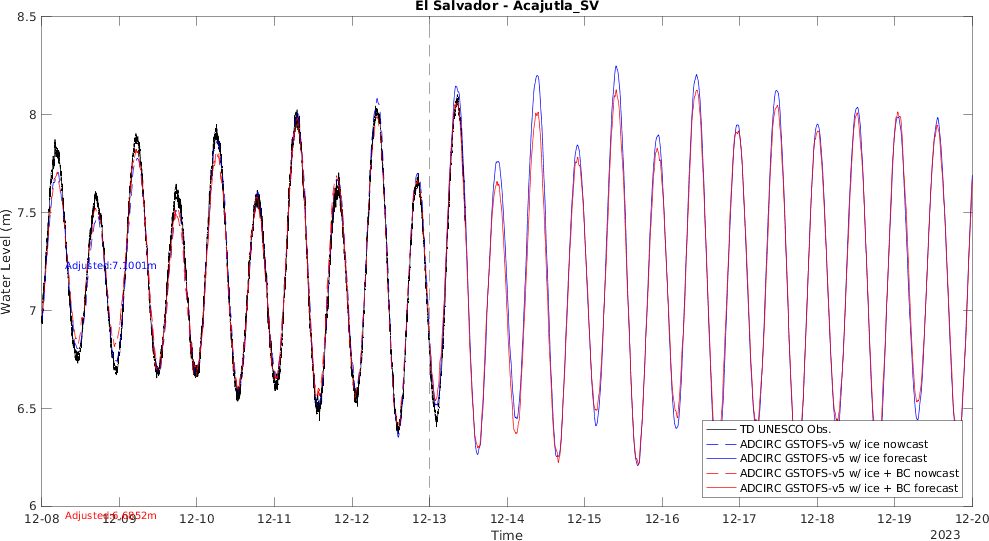 El Salvador - Acajutla_SV
8.5
8
7.5
7
6.5
6
Water Level (m)
Adjusted:7.1001m
Adjusted:6.6852m
TD UNESCO Obs.
ADCIRC GSTOFS-v5 w/ ice nowcast
ADCIRC GSTOFS-v5 w/ ice forecast
ADCIRC GSTOFS-v5 w/ ice + BC nowcast
ADCIRC GSTOFS-v5 w/ ice + BC forecast
12-08 12-09 12-10 12-11 12-12 12-13 12-14 12-15 12-16 12-17 12-18 12-19 12-20
Time
2023